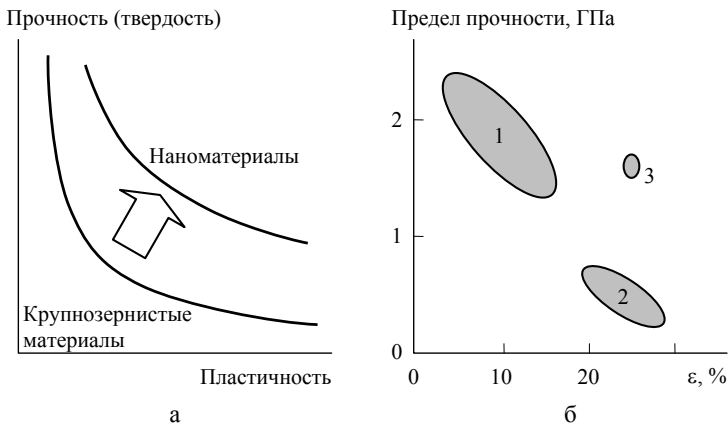 Прочность (твердость)
Наноматериалы
Крупнозернистые
материалы
Пластичность
а
Предел прочности, ГПа
2
1
0
1
3
2
0
10
20
ε, %
б